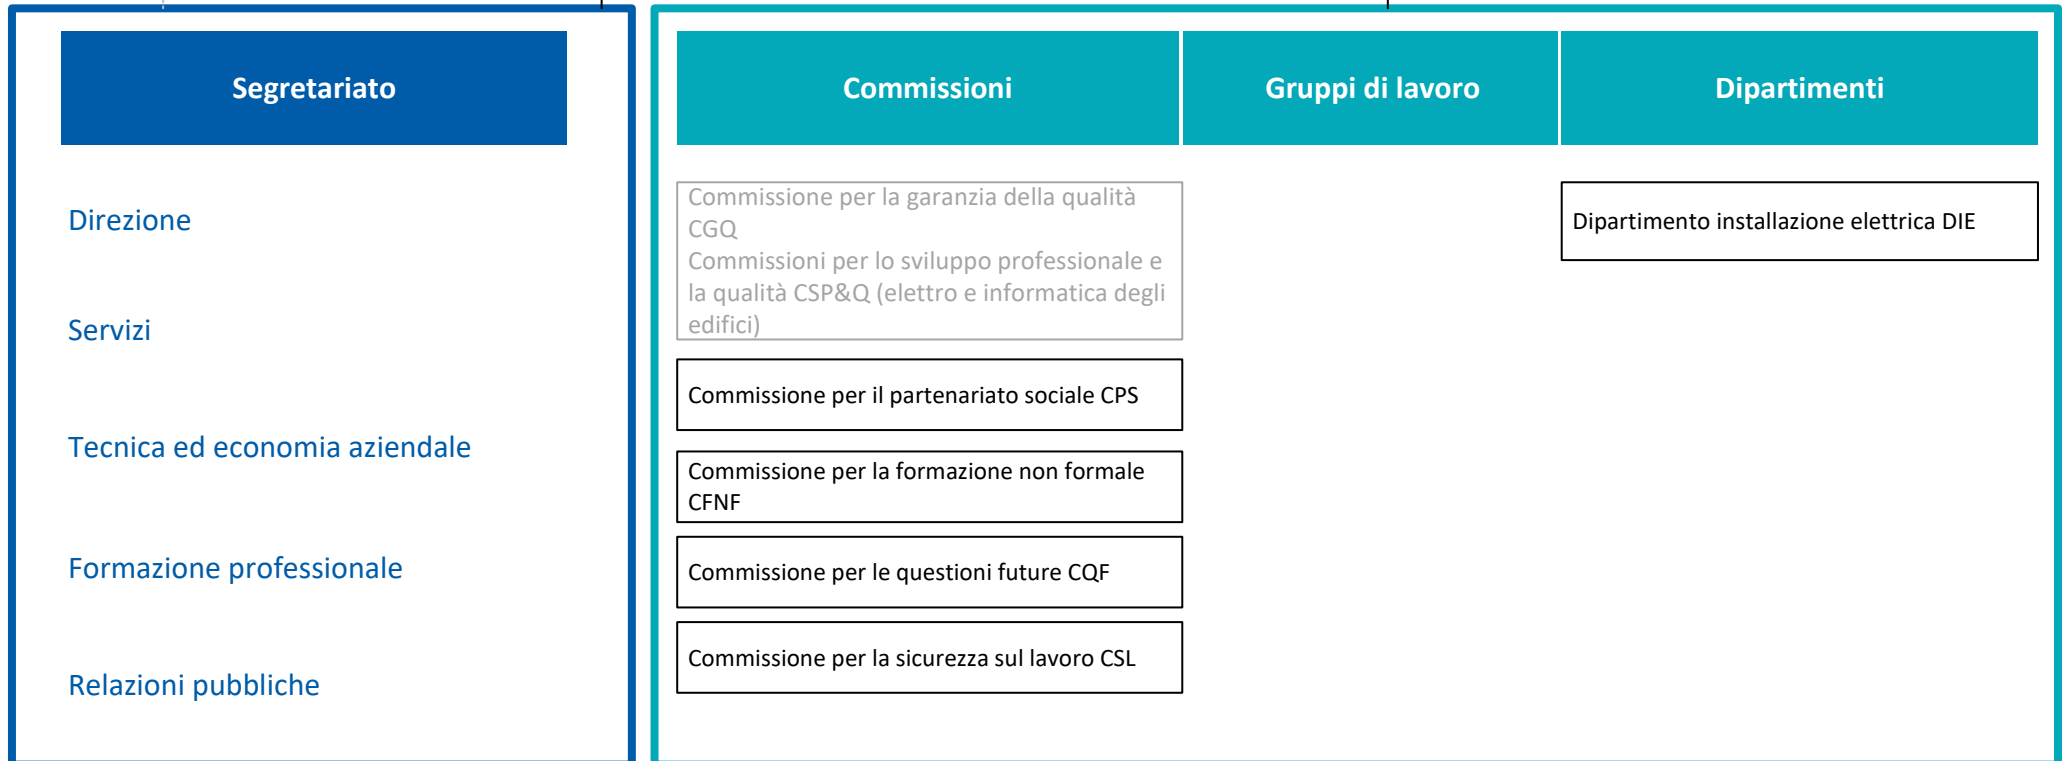 Segretariato
Direzione
Servizi
Tecnica ed economia aziendale
Formazione professionale
Relazioni pubbliche
Commissioni
Gruppi di lavoro
Dipartimenti
Commissione per la garanzia della qualità
CGQ
Commissioni per lo sviluppo professionale e
la qualità CSP&Q (elettro e informatica degli
edifici)
Commissione per il partenariato sociale CPS
Commissione per la formazione non formale
CFNF
Commissione per le questioni future CQF
Commissione per la sicurezza sul lavoro CSL
Dipartimento installazione elettrica DIE